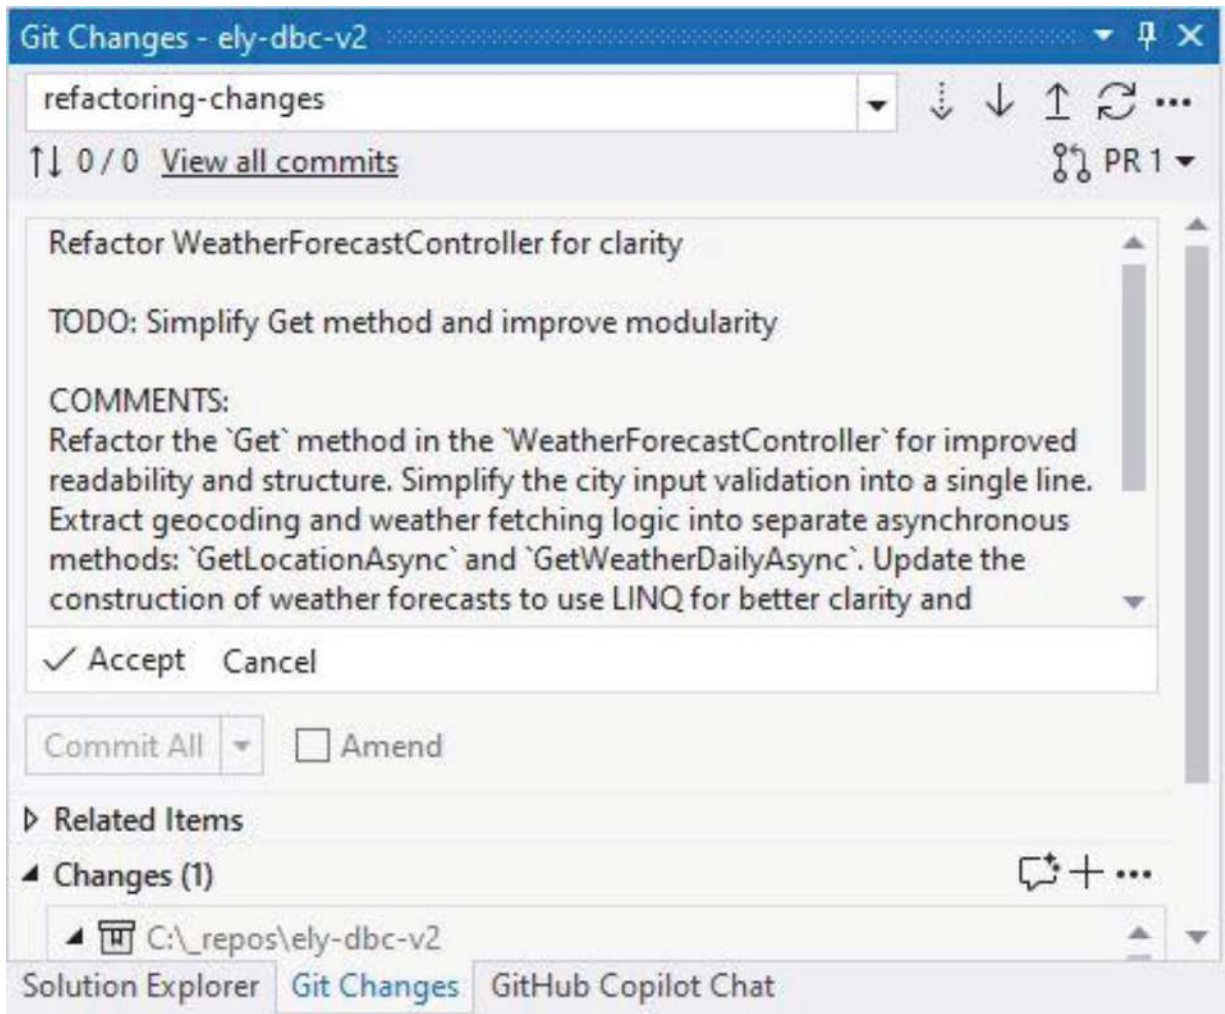 Git Changes - ely-dbc-v2
refactoring-changes
0 / 0 View all commits
PR 1
Refactor WeatherForecastController for clarity
TODO: Simplify Get method and improve modularity
COMMENTS:
Refactor the `Get` method in the `WeatherForecastController` for improved
readability and structure. Simplify the city input validation into a single line.
Extract geocoding and weather fetching logic into separate asynchronous
methods: `GetLocationAsync` and `GetWeatherDailyAsync`. Update the
construction of weather forecasts to use LINQ for better clarity and
Accept Cancel
Commit All Amend
Related Items
Changes (1)
C:\_repos\ely-dbc-v2
Solution Explorer Git Changes GitHub Copilot Chat